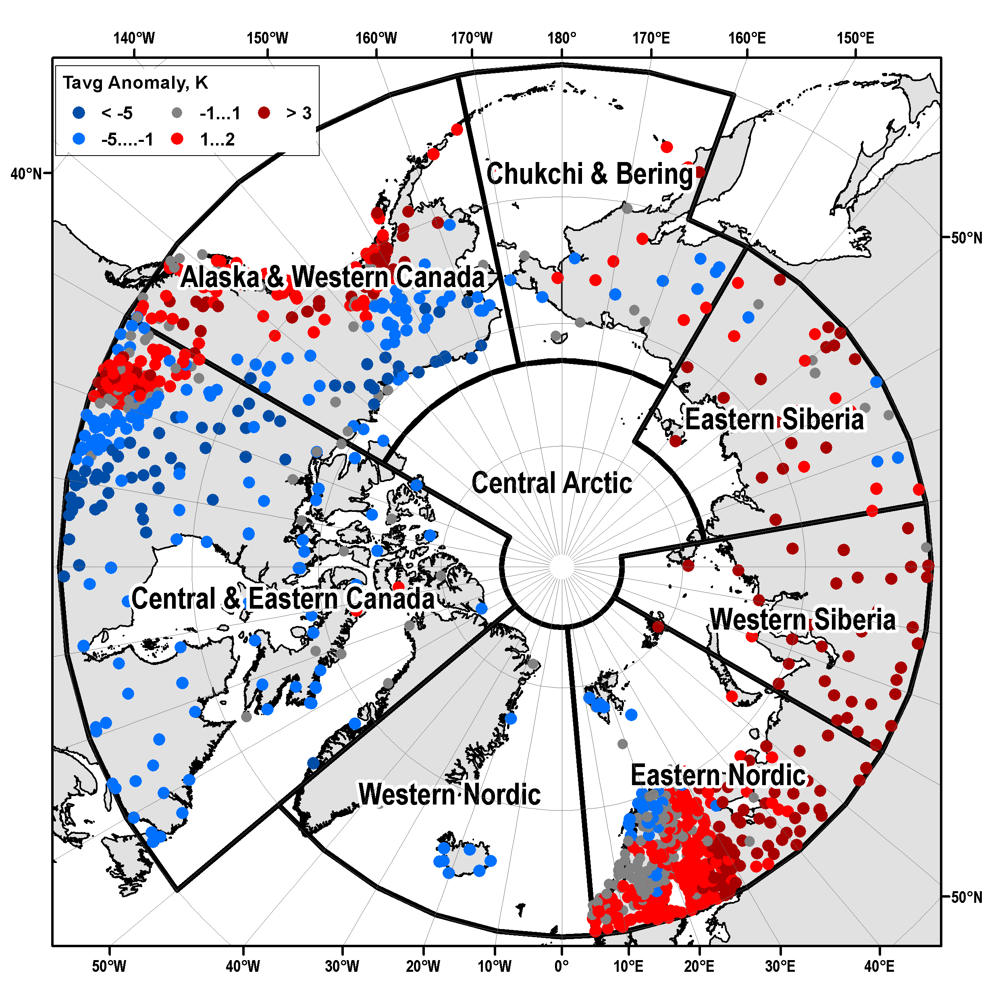 140°W 150°W 160°W 170°W 180° 170°E 160°E 150°E
Tavg Anomaly, K
< -5 -1...1 > 3
-5....-1 1...2
40°N
50°N
Chukchi & Bering
Alaska & Western Canada
Eastern Siberia
Central Arctic
Central & Eastern Canada
Western Siberia
Eastern Nordic
Western Nordic
50°N
50°W 40°W 30°W 20°W 10°W 0° 10°E 20°E 30°E 40°E